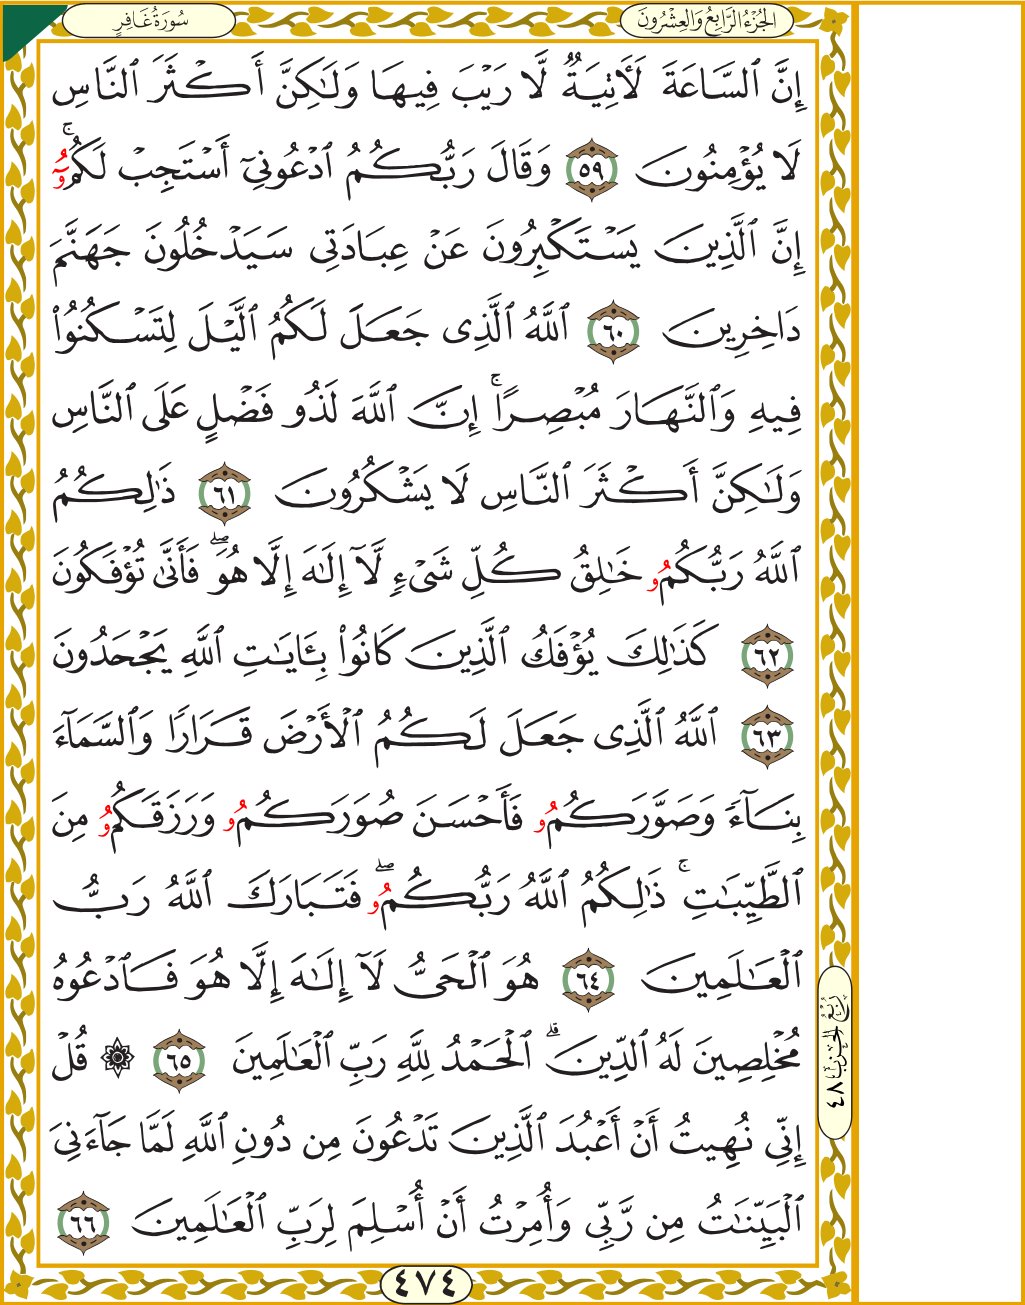 سُورَةُ غَافِرٍ
الجُزْءُ الرَّابِعُ وَالعِشْرُونَ
إِنَّ ٱلسَّاعَةَ لَأٓتِيَةٌ لَّا رَيْبَ فِيهَا وَلَٰكِنَّ أَكْثَرَ ٱلنَّاسِ
لَا يُؤْمِنُونَ ٥٩ وَقَالَ رَبُّكُمُ ٱدْعُونِىٓ أَسْتَجِبْ لَكُمُۥٓۚ
إِنَّ ٱلَّذِينَ يَسْتَكْبِرُونَ عَنْ عِبَادَتِى سَيَدْخُلُونَ جَهَنَّمَ
دَاخِرِينَ ٦٠ ٱللَّهُ ٱلَّذِى جَعَلَ لَكُمُ ٱلَّيْلَ لِتَسْكُنُوا۟
فِيهِ وَٱلنَّهَارَ مُبْصِرًاۚ إِنَّ ٱللَّهَ لَذُو فَضْلٍ عَلَى ٱلنَّاسِ
وَلَٰكِنَّ أَكْثَرَ ٱلنَّاسِ لَا يَشْكُرُونَ ٦١ ذَٰلِكُمُ
ٱللَّهُ رَبُّكُمُۥ خَٰلِقُ كُلِّ شَىْءٍ لَّآ إِلَٰهَ إِلَّا هُوَۖ فَأَنَّىٰ تُؤْفَكُونَ
٦٢ كَذَٰلِكَ يُؤْفَكُ ٱلَّذِينَ كَانُوا۟ بِـَٔايَٰتِ ٱللَّهِ يَجْحَدُونَ
٦٣ ٱللَّهُ ٱلَّذِى جَعَلَ لَكُمُ ٱلْأَرْضَ قَرَارًا وَٱلسَّمَآءَ
بِنَآءً وَصَوَّرَكُمُۥ فَأَحْسَنَ صُوَرَكُمُۥ وَرَزَقَكُمُۥ مِنَ
ٱلطَّيِّبَٰتِۚ ذَٰلِكُمُ ٱللَّهُ رَبُّكُمُۥۖ فَتَبَارَكَ ٱللَّهُ رَبُّ
ٱلْعَٰلَمِينَ ٦٤ هُوَ ٱلْحَىُّ لَآ إِلَٰهَ إِلَّا هُوَ فَٱدْعُوهُ
مُخْلِصِينَ لَهُ ٱلدِّينَۗ ٱلْحَمْدُ لِلَّهِ رَبِّ ٱلْعَٰلَمِينَ ٦٥ ۞ قُلْ
إِنِّى نُهِيتُ أَنْ أَعْبُدَ ٱلَّذِينَ تَدْعُونَ مِن دُونِ ٱللَّهِ لَمَّا جَآءَنِىَ
ٱلْبَيِّنَٰتُ مِن رَّبِّى وَأُمِرْتُ أَنْ أُسْلِمَ لِرَبِّ ٱلْعَٰلَمِينَ ٦٦
رُبْعُ الحِزْبِ ٤٨
٤٧٤